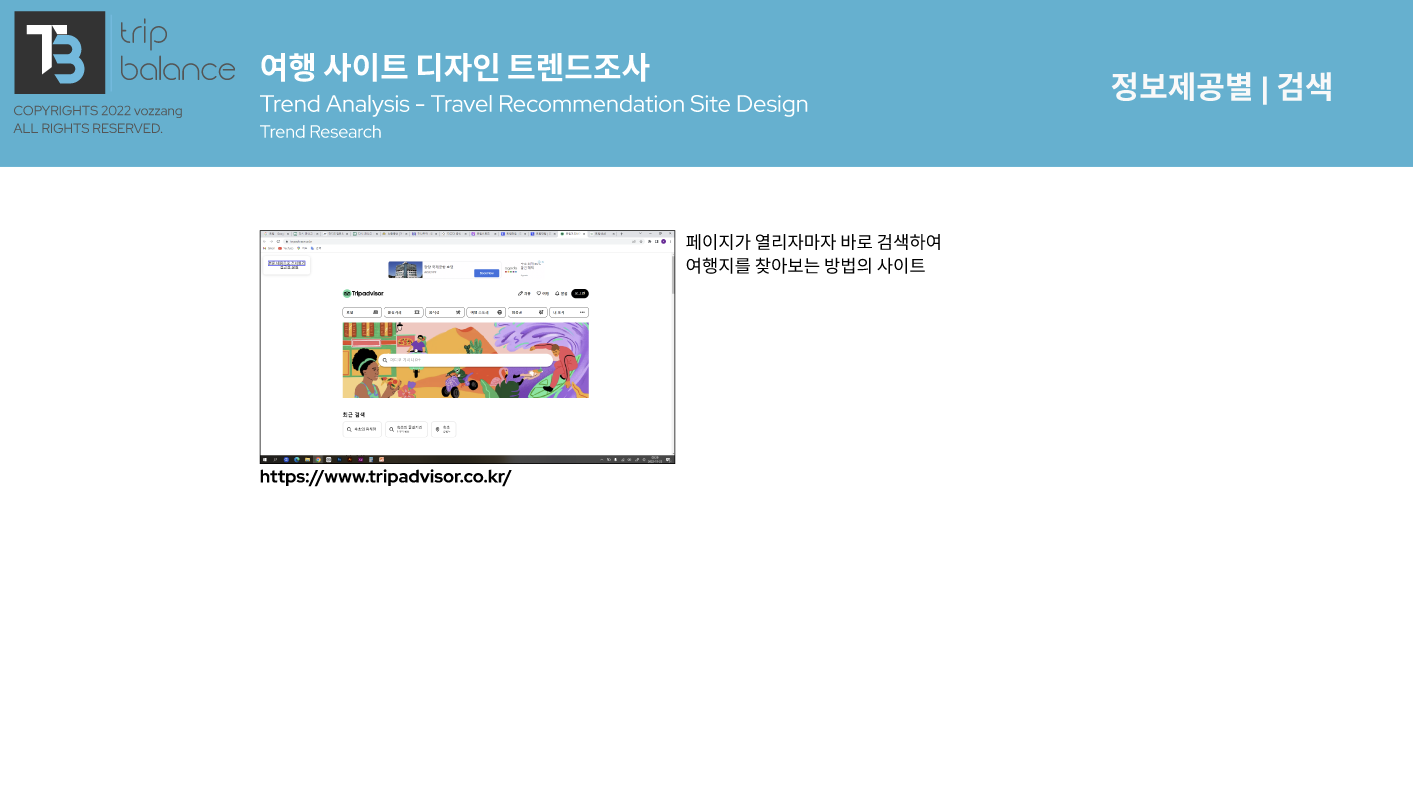 TB
trip
balance
COPYRIGHTS 2022 vozzang
ALL RIGHTS RESERVED.
여행 사이트 디자인 트렌드조사
Trend Analysis - Travel Recommendation Site Design
Trend Research
정보제공별 | 검색
페이지가 열리자마자 바로 검색하여
여행지를 찾아보는 방법의 사이트
Tripadvisor
로그인
최근 검색
https://www.tripadvisor.co.kr/